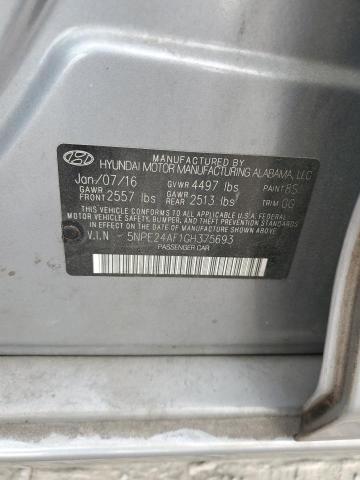 MANUFACTURED BY
HYUNDAI MOTOR MANUFACTURING ALABAMA, LLC
Jan/07/16 GVWR 4497 lbs PAINT 8S
GAWR FRONT 2557 lbs GAWR REAR 2513 lbs TRIM OG
THIS VEHICLE CONFORMS TO ALL APPLICABLE U.S. FEDERAL
MOTOR VEHICLE SAFETY, BUMPER, AND THEFT PREVENTION
STANDARDS IN EFFECT ON THE DATE OF MANUFACTURE SHOWN ABOVE.
V.I.N - 5NPE24AF1GH375693
PASSENGER CAR